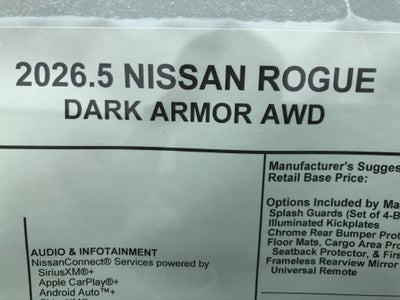 2026.5 NISSAN ROGUE
DARK ARMOR AWD
Manufacturer's Sugges
Retail Base Price:
Options Included by Ma
Splash Guards (Set of 4-B
Illuminated Kickplates
Chrome Rear Bumper Prot
Floor Mats, Cargo Area Pro
Seatback Protector, & Firs
Frameless Rearview Mirror
Universal Remote
AUDIO & INFOTAINMENT
NissanConnect® Services powered by
SiriusXM®+
Apple CarPlay®+
Android Auto™+